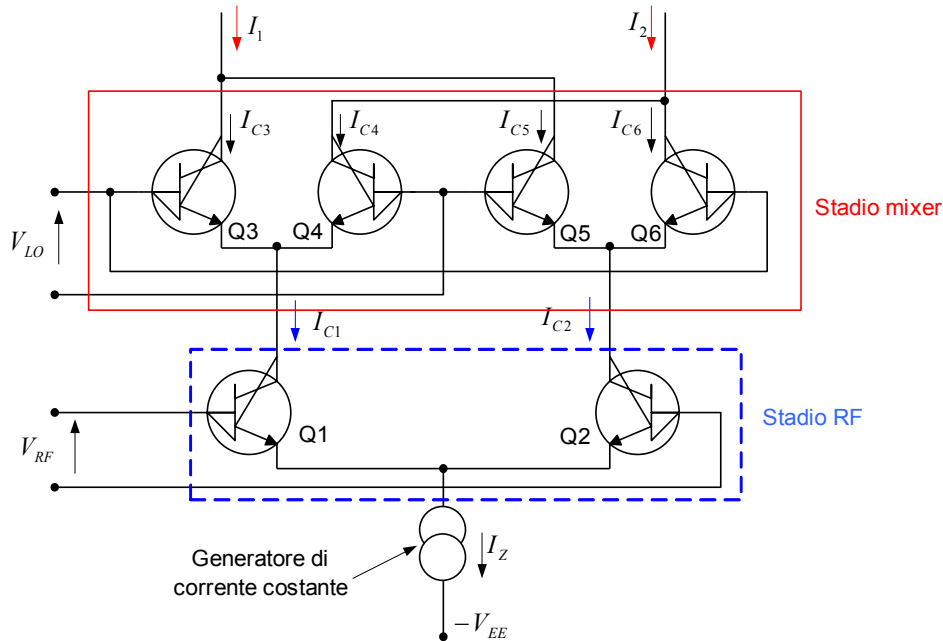 I1
I2
IC3
IC4
IC5
IC6
Stadio mixer
VLO
Q3
Q4
Q5
Q6
IC1
IC2
Stadio RF
VRF
Q1
Q2
Generatore di
corrente costante
IZ
−VEE